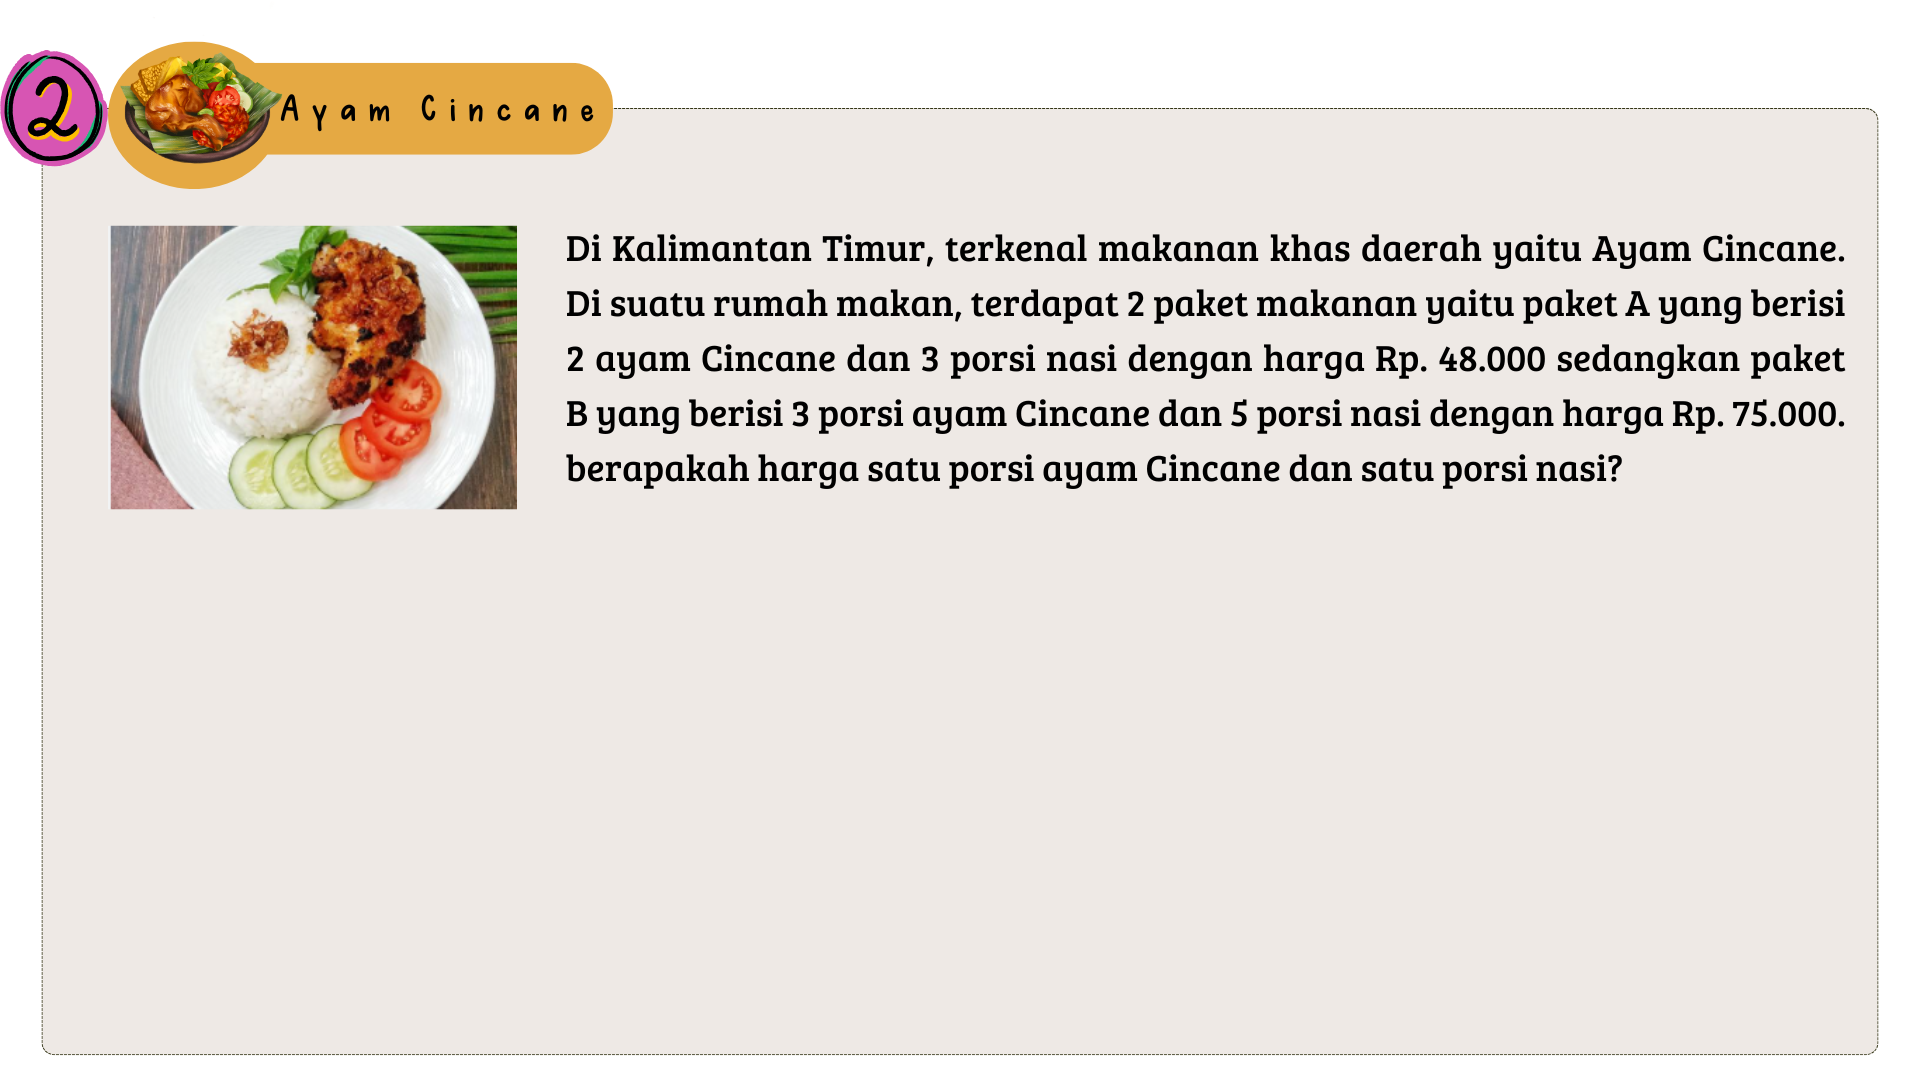 2
Ayam Cincane
Di Kalimantan Timur, terkenal makanan khas daerah yaitu Ayam Cincane.
Di suatu rumah makan, terdapat 2 paket makanan yaitu paket A yang berisi
2 ayam Cincane dan 3 porsi nasi dengan harga Rp. 48.000 sedangkan paket
B yang berisi 3 porsi ayam Cincane dan 5 porsi nasi dengan harga Rp. 75.000.
berapakah harga satu porsi ayam Cincane dan satu porsi nasi?